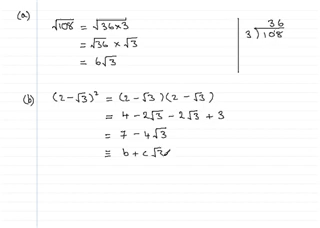 (a)
√108 = √36×3
= √36 × √3
= 6√3
36
3 108
(b) (2-√3)² = (2-√3)(2-√3)
= 4 - 2√3 - 2√3 + 3
= 7 - 4√3
≡ b + c√3